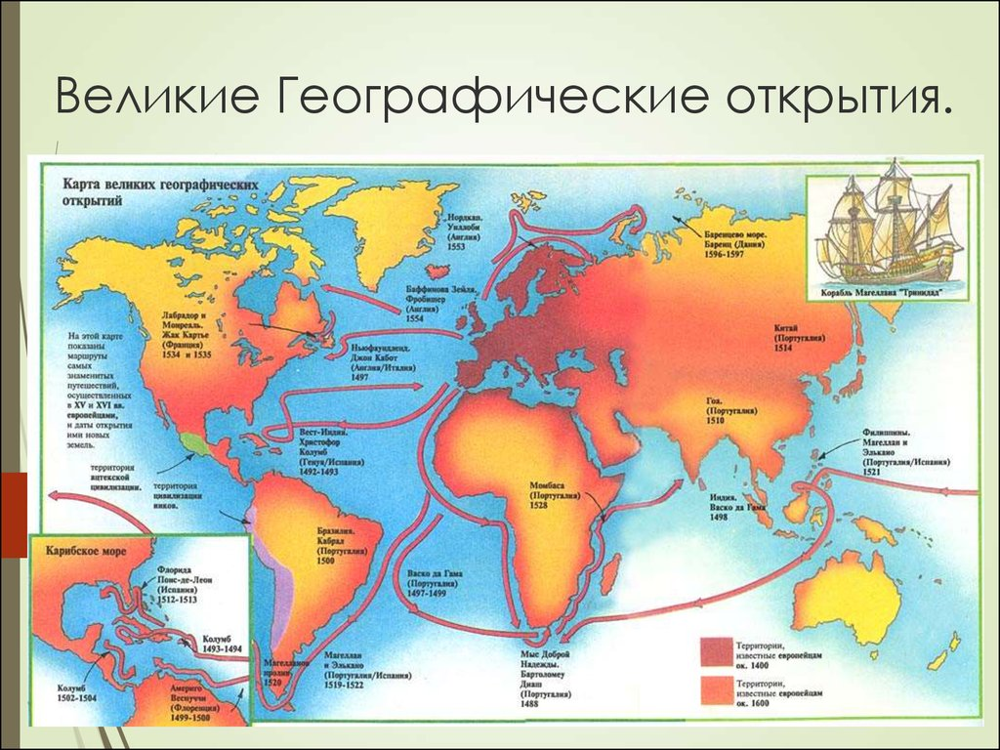 Великие Географические открытия.
Карта великих географических
открытий
Корабль Магеллана "Тринидад"
Нордкап.
Уиллоби
(Англия)
1553
Баренцево море.
Баренц (Дания)
1596-1597
Баффинова Земля.
Фробишер
(Англия)
1554
Лабрадор и
Монреаль.
Жак Картье
(Франция)
1534 и 1535
Ньюфаундленд.
Джон Кабот
(Англия/Италия)
1497
Китай
(Португалия)
1514
На этой карте
показаны
маршруты
самых
знаменитых
путешествий,
осуществленных
в XV и XVI вв.
европейцами,
и даты открытия
ими новых
земель.
Гоа.
(Португалия)
1510
Вест-Индия.
Христофор
Колумб
(Генуя/Испания)
1492-1493
Филиппины.
Магеллан и
Элькано
(Португалия/Испания)
1521
территория
ацтекской
цивилизации.
территория
цивилизации
инков.
Момбаса
(Португалия)
1528
Индия.
Васко да Гама
1498
Бразилия.
Кабрал
(Португалия)
1500
Васко да Гама
(Португалия)
1497-1499
Карибское море
Флорида
Понс-де-Леон
(Испания)
1512-1513
Колумб
1493-1494
Колумб
1502-1504
Америго
Веспуччи
(Флоренция)
1499-1500
Магелланов
пролив
1520
Магеллан
и Элькано
(Португалия/Испания)
1519-1522
Мыс Доброй
Надежды.
Бартоломеу
Диаш
(Португалия)
1488
Территории,
известные европейцам
ок. 1400
Территории,
известные европейцам
ок. 1600